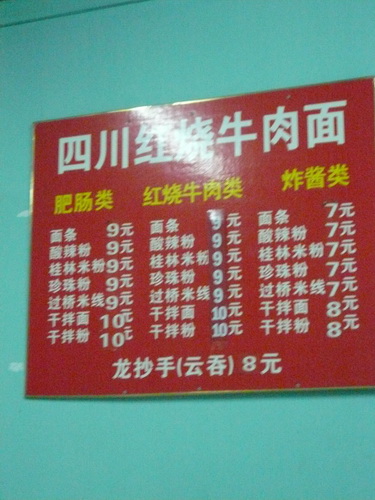 四川红烧牛肉面
肥肠类 红烧牛肉类 炸酱类
面条 9元 面条 9元 面条 7元
酸辣粉 9元 酸辣粉 9元 酸辣粉 7元
桂林米粉 9元 桂林米粉 9元 桂林米粉 7元
珍珠粉 9元 珍珠粉 9元 珍珠粉 7元
过桥米线 9元 过桥米线 9元 过桥米线 7元
干拌面 10元 干拌面 10元 干拌面 8元
干拌粉 10元 干拌粉 10元 干拌粉 8元
龙抄手(云吞) 8元